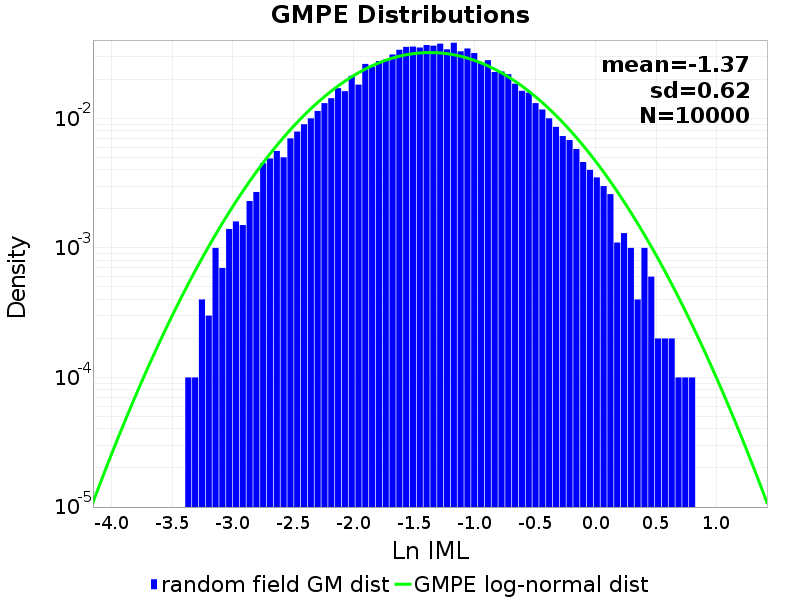 GMPE Distributions
mean=-1.37
sd=0.62
N=10000
Density
10-2
10-3
10-4
10-5
-4.0 -3.5 -3.0 -2.5 -2.0 -1.5 -1.0 -0.5 0.0 0.5 1.0
Ln IML
random field GM dist GMPE log-normal dist